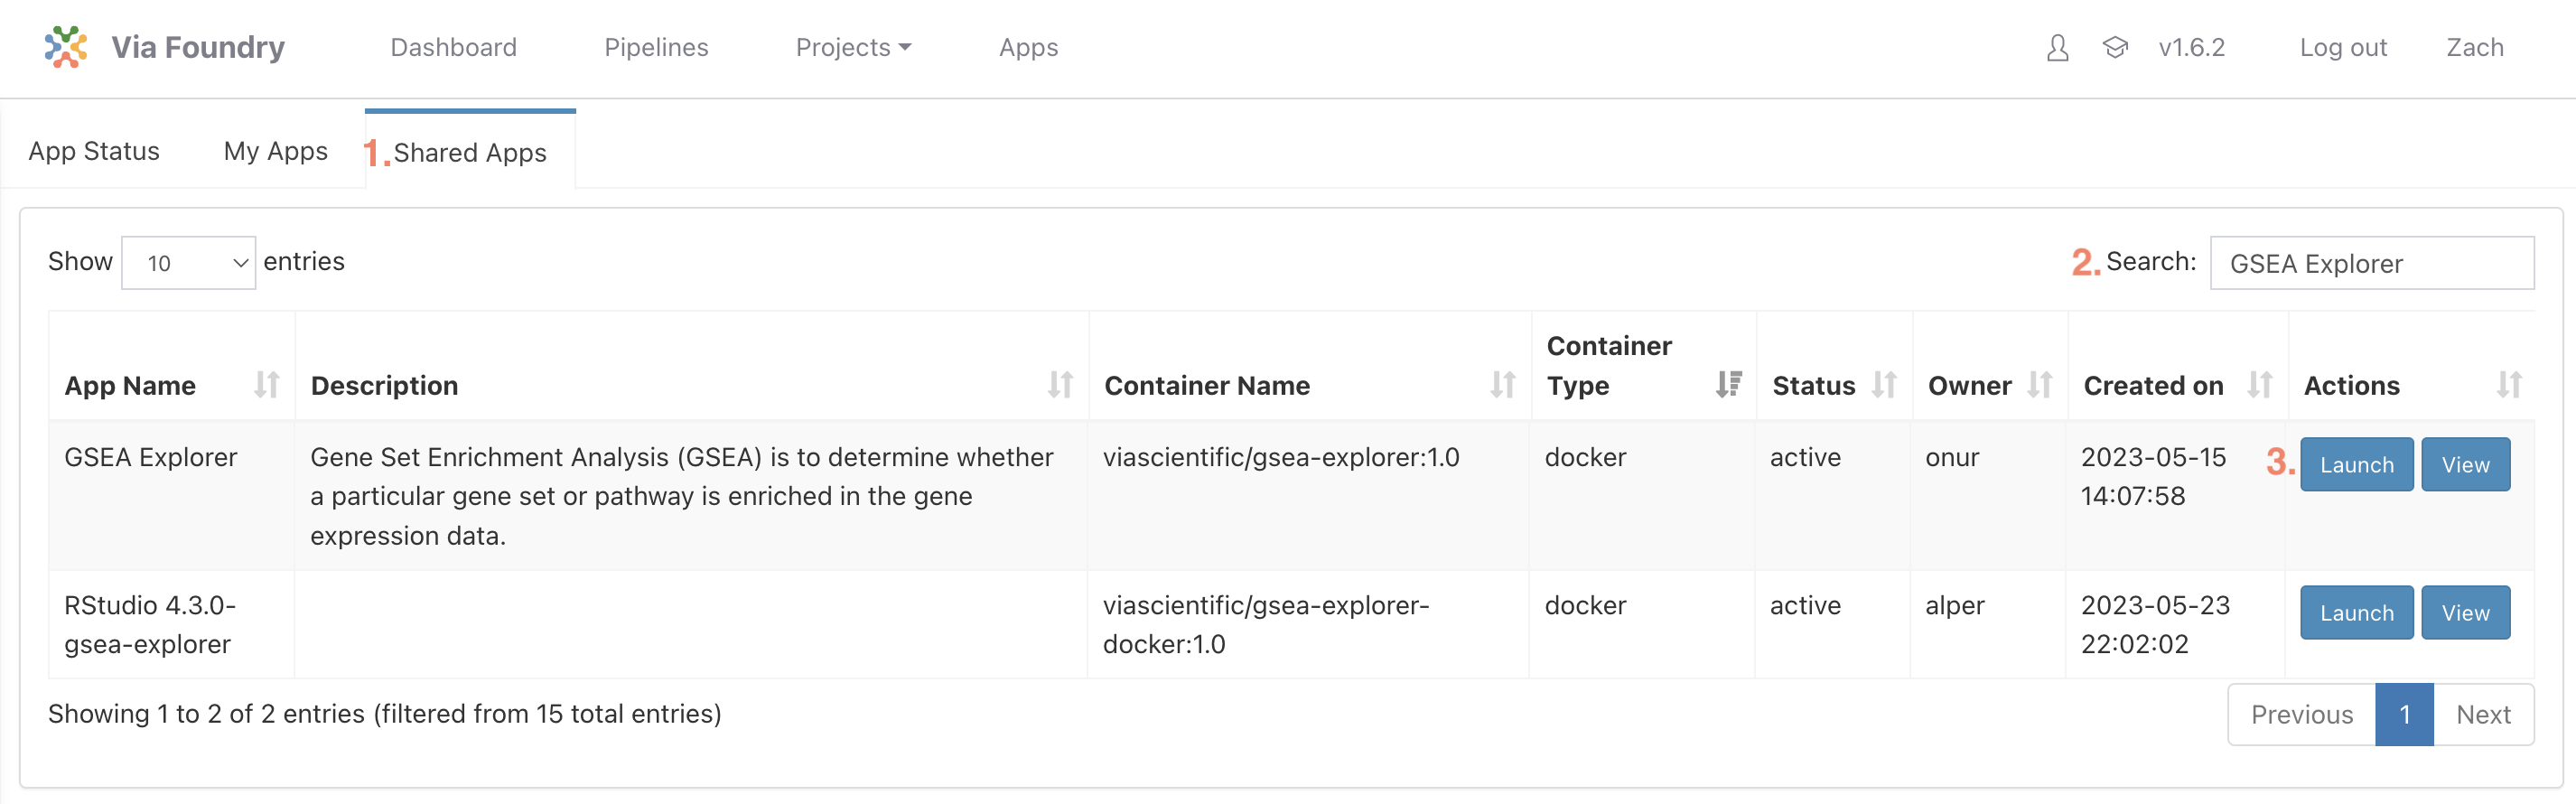 Via Foundry Dashboard Pipelines Projects Apps v1.6.2 Log out Zach
App Status My Apps 1. Shared Apps
Show 10 entries 2. Search: GSEA Explorer
App Name Description Container Name Container Type Status Owner Created on Actions
GSEA Explorer Gene Set Enrichment Analysis (GSEA) is to determine whether viascientific/gsea-explorer:1.0 docker active onur 2023-05-15 3. Launch View
a particular gene set or pathway is enriched in the gene 14:07:58
expression data.
RStudio 4.3.0- viascientific/gsea-explorer- docker active alper 2023-05-23 Launch View
gsea-explorer docker:1.0 22:02:02
Showing 1 to 2 of 2 entries (filtered from 15 total entries) Previous 1 Next